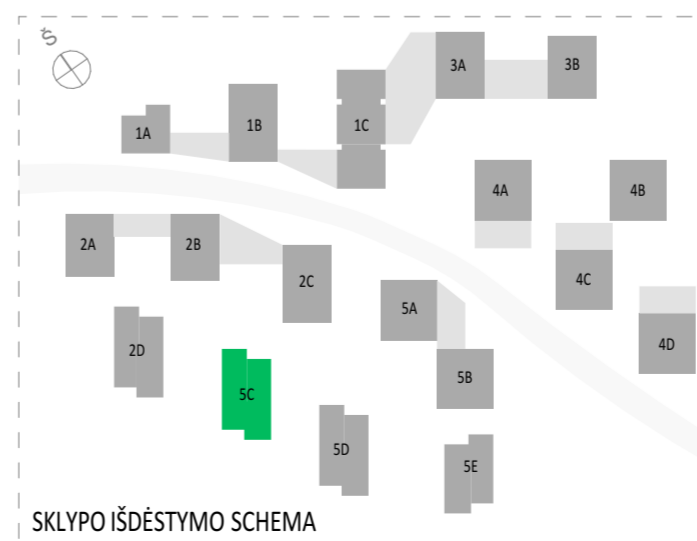 Š
3A
3B
1A
1B
1C
4A
4B
2A
2B
2C
4C
5A
4D
2D
5B
5C
5D
5E
SKLYPO IŠDĖSTYMO SCHEMA